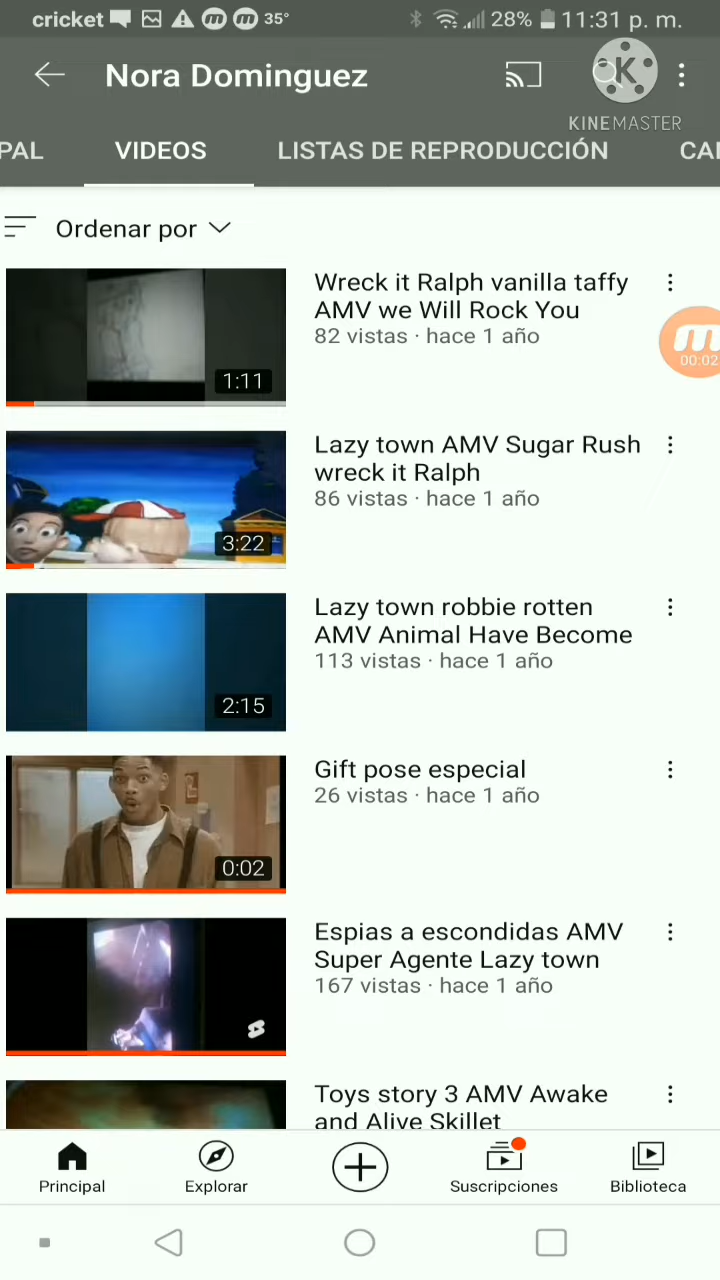 cricket 35° 28% 11:31 p. m.
Nora Dominguez
KINEMASTER
PAL VIDEOS LISTAS DE REPRODUCCIÓN CAI
Ordenar por
Wreck it Ralph vanilla taffy
AMV we Will Rock You
82 vistas · hace 1 año
1:11
00:02
Lazy town AMV Sugar Rush
wreck it Ralph
86 vistas · hace 1 año
3:22
Lazy town robbie rotten
AMV Animal Have Become
113 vistas · hace 1 año
2:15
Gift pose especial
26 vistas · hace 1 año
0:02
Espias a escondidas AMV
Super Agente Lazy town
167 vistas · hace 1 año
Toys story 3 AMV Awake
and Alive Skillet
Principal Explorar Suscripciones Biblioteca